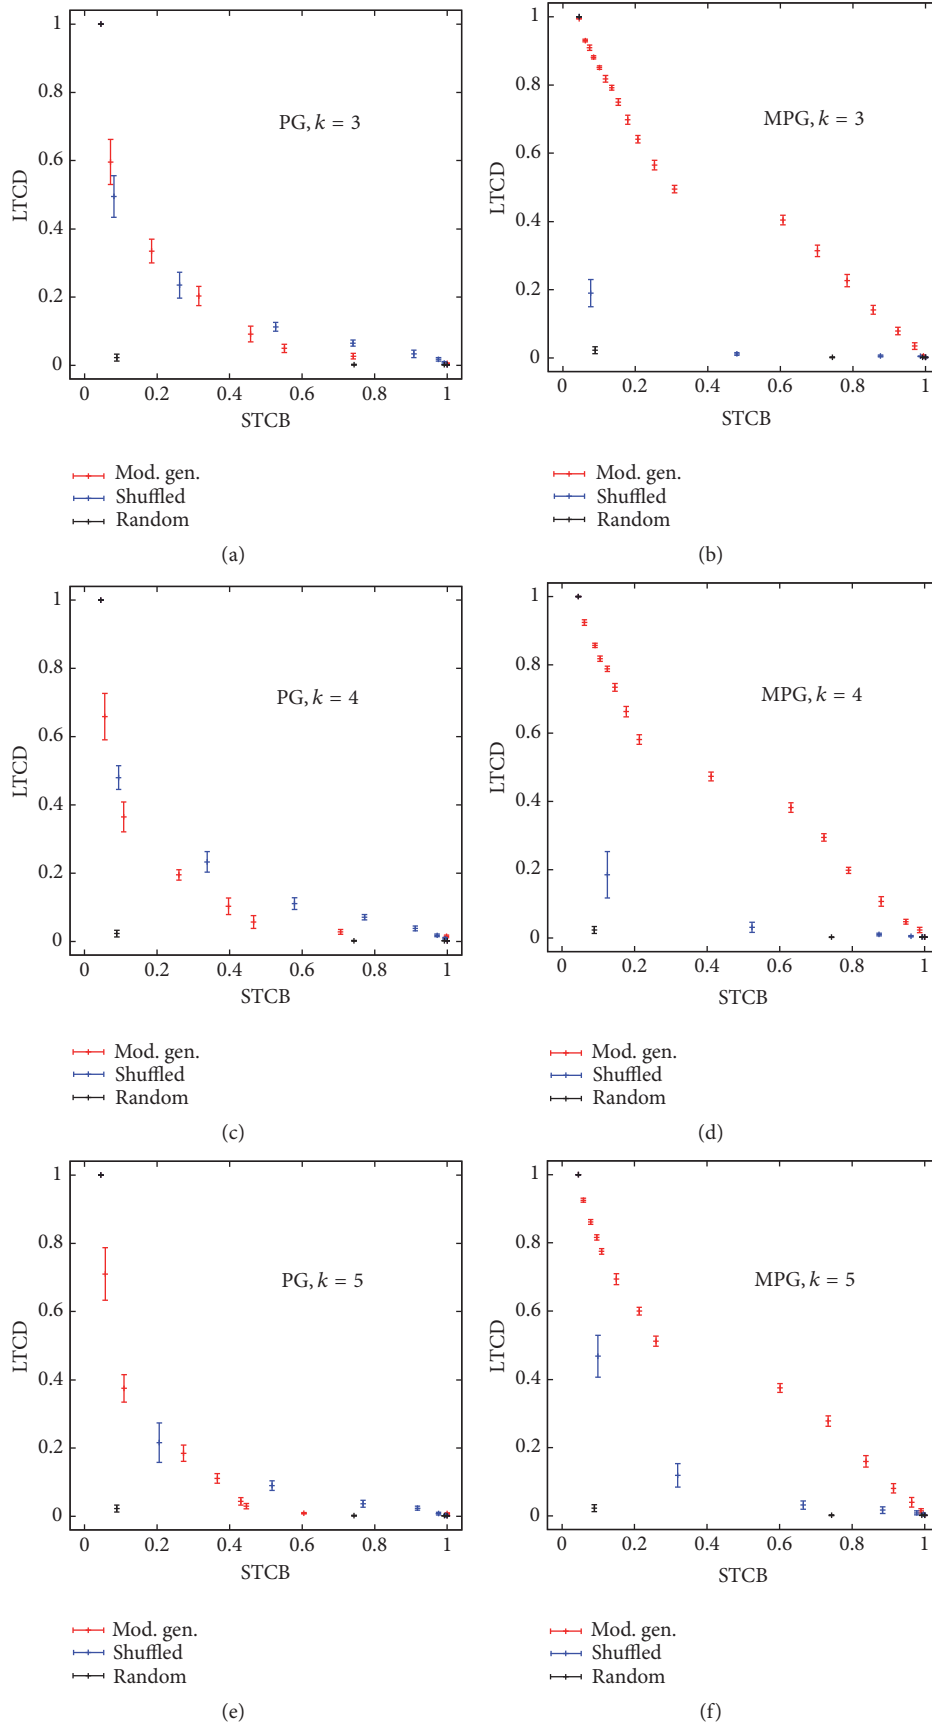 1
0.8
0.6
0.4
0.2
0
LTCD
PG, k = 3
0 0.2 0.4 0.6 0.8 1
STCB
Mod. gen.
Shuffled
Random
(a)
1
0.8
0.6
0.4
0.2
0
LTCD
MPG, k = 3
0 0.2 0.4 0.6 0.8 1
STCB
Mod. gen.
Shuffled
Random
(b)
1
0.8
0.6
0.4
0.2
0
LTCD
PG, k = 4
0 0.2 0.4 0.6 0.8 1
STCB
Mod. gen.
Shuffled
Random
(c)
1
0.8
0.6
0.4
0.2
0
LTCD
MPG, k = 4
0 0.2 0.4 0.6 0.8 1
STCB
Mod. gen.
Shuffled
Random
(d)
1
0.8
0.6
0.4
0.2
0
LTCD
PG, k = 5
0 0.2 0.4 0.6 0.8 1
STCB
Mod. gen.
Shuffled
Random
(e)
1
0.8
0.6
0.4
0.2
0
LTCD
MPG, k = 5
0 0.2 0.4 0.6 0.8 1
STCB
Mod. gen.
Shuffled
Random
(f)